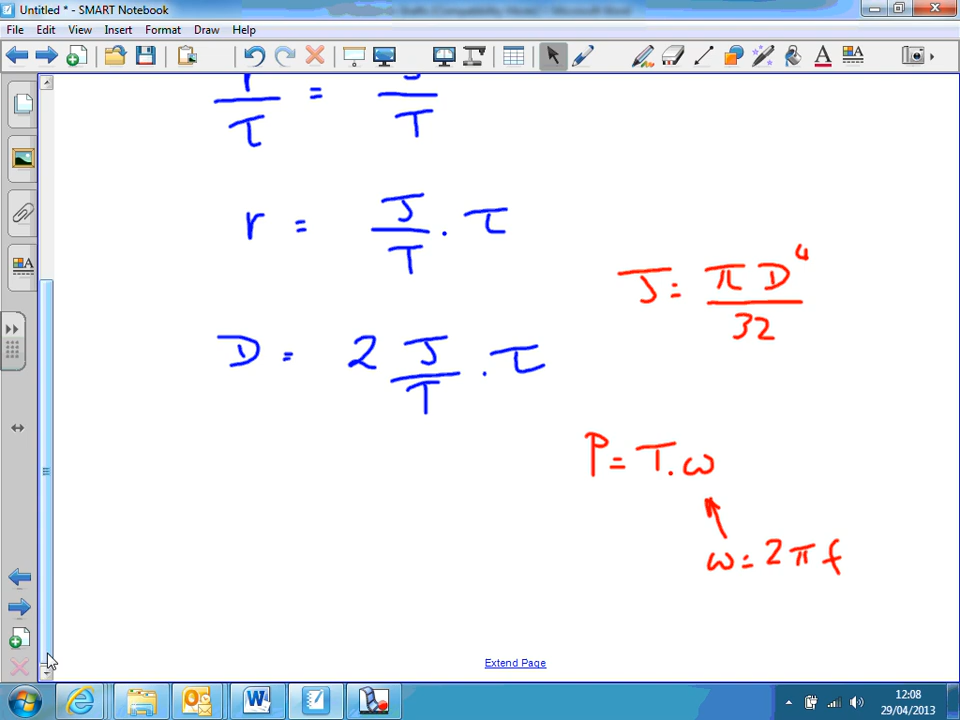 Untitled * - SMART Notebook
File Edit View Insert Format Draw Help
r/τ = J/T
r = J/T . τ
J = πD⁴/32
D = 2 J/T . τ
P = T.ω
ω = 2πf
Extend Page
12:08
29/04/2013